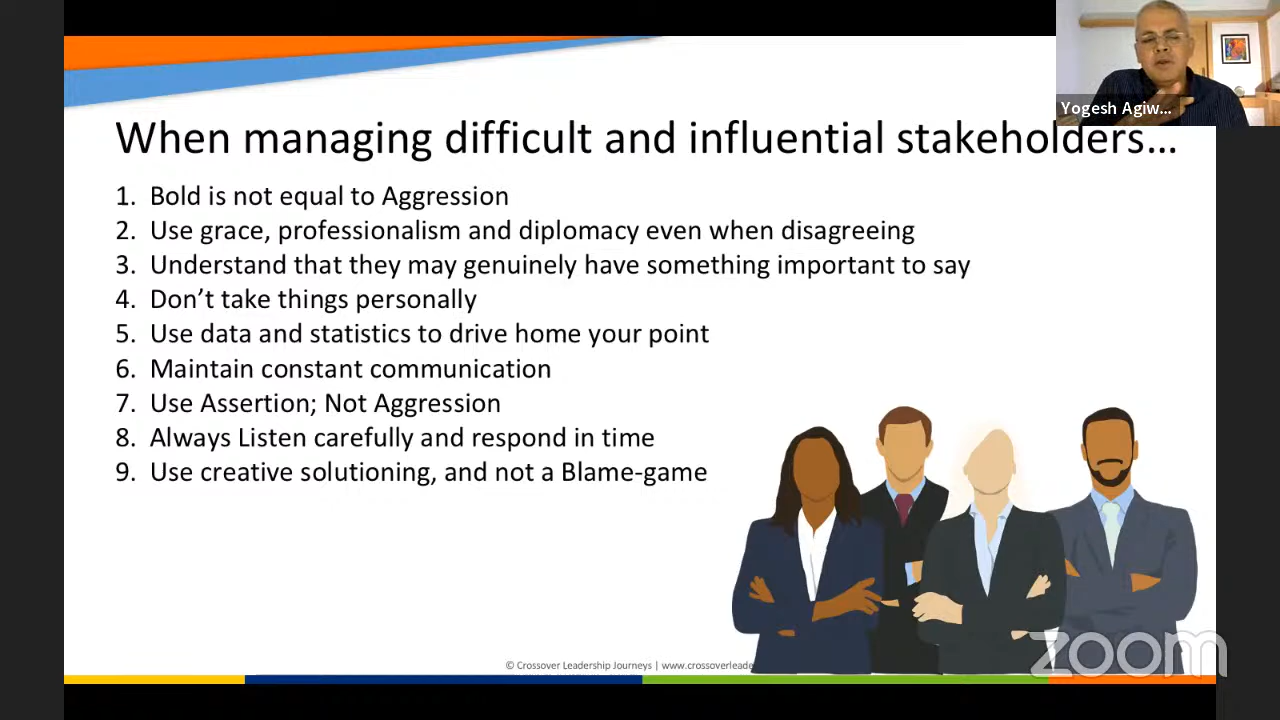 Yogesh Agiw...
When managing difficult and influential stakeholders...
1. Bold is not equal to Aggression
2. Use grace, professionalism and diplomacy even when disagreeing
3. Understand that they may genuinely have something important to say
4. Don’t take things personally
5. Use data and statistics to drive home your point
6. Maintain constant communication
7. Use Assertion; Not Aggression
8. Always Listen carefully and respond in time
9. Use creative solutioning, and not a Blame-game
© Crossover Leadership Journeys | www.crossoverleade
zoom